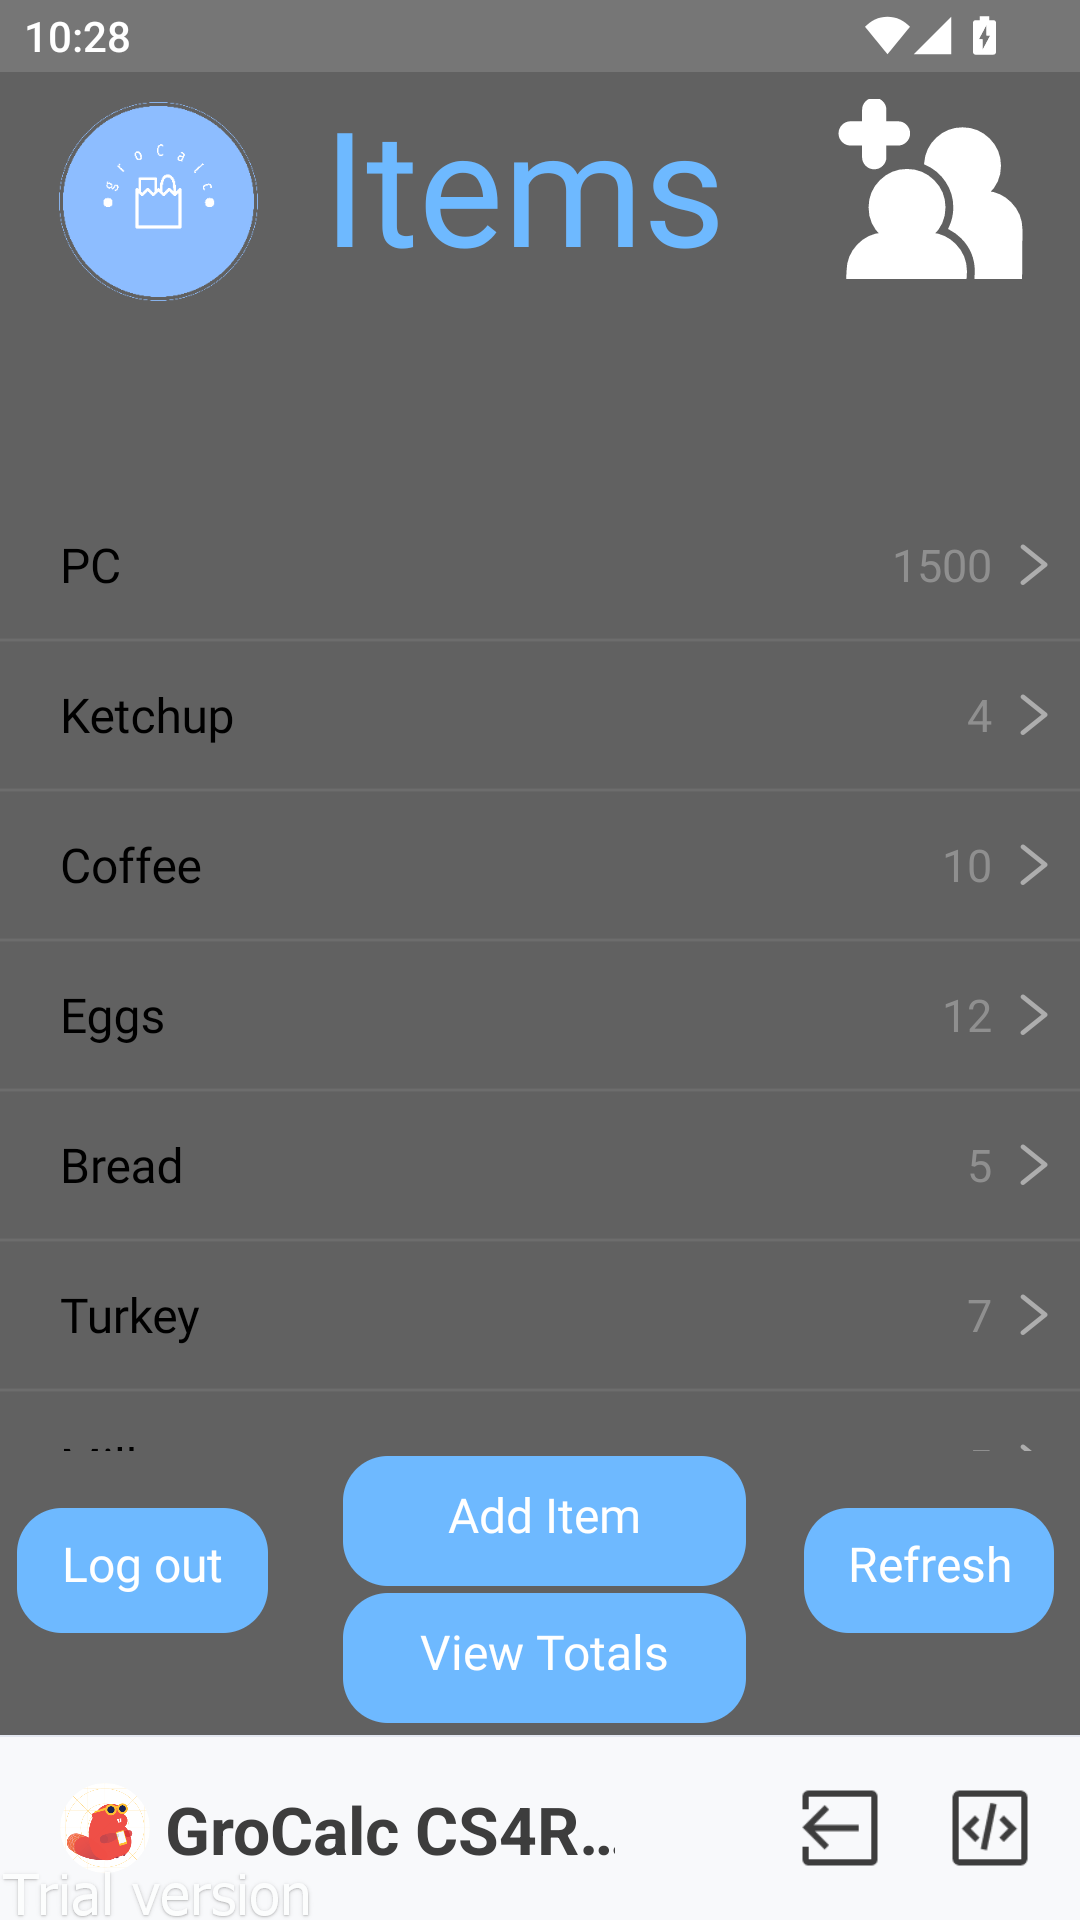 10:28
groCalc
Items
PC 1500
Ketchup 4
Coffee 10
Eggs 12
Bread 5
Turkey 7
Add Item
Log out
Refresh
View Totals
GroCalc CS4R...
Trial version